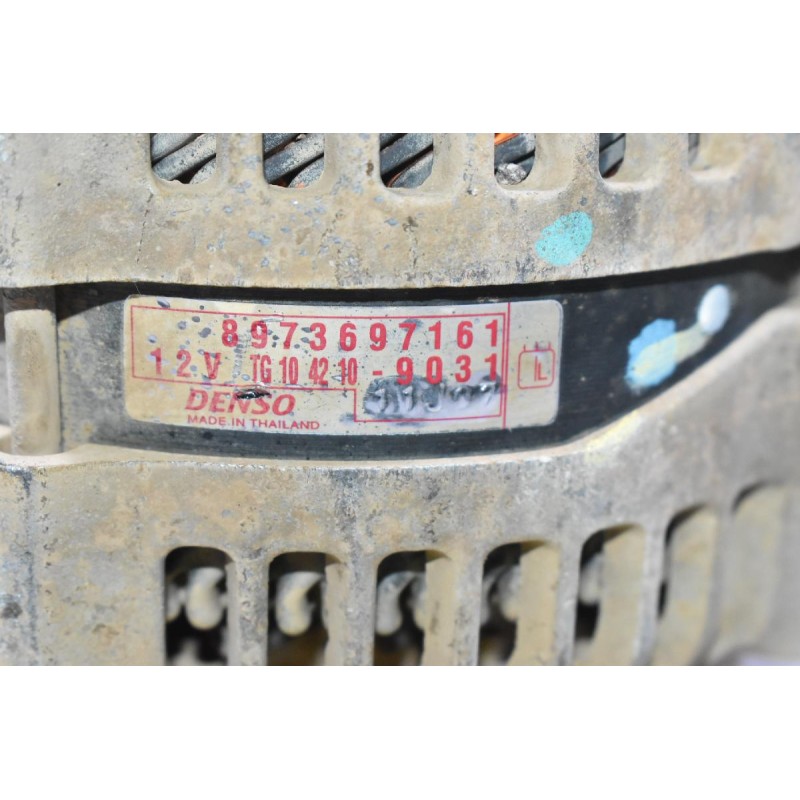 8973697161
12V TG104210-9031
L
DENSO
MADE IN THAILAND